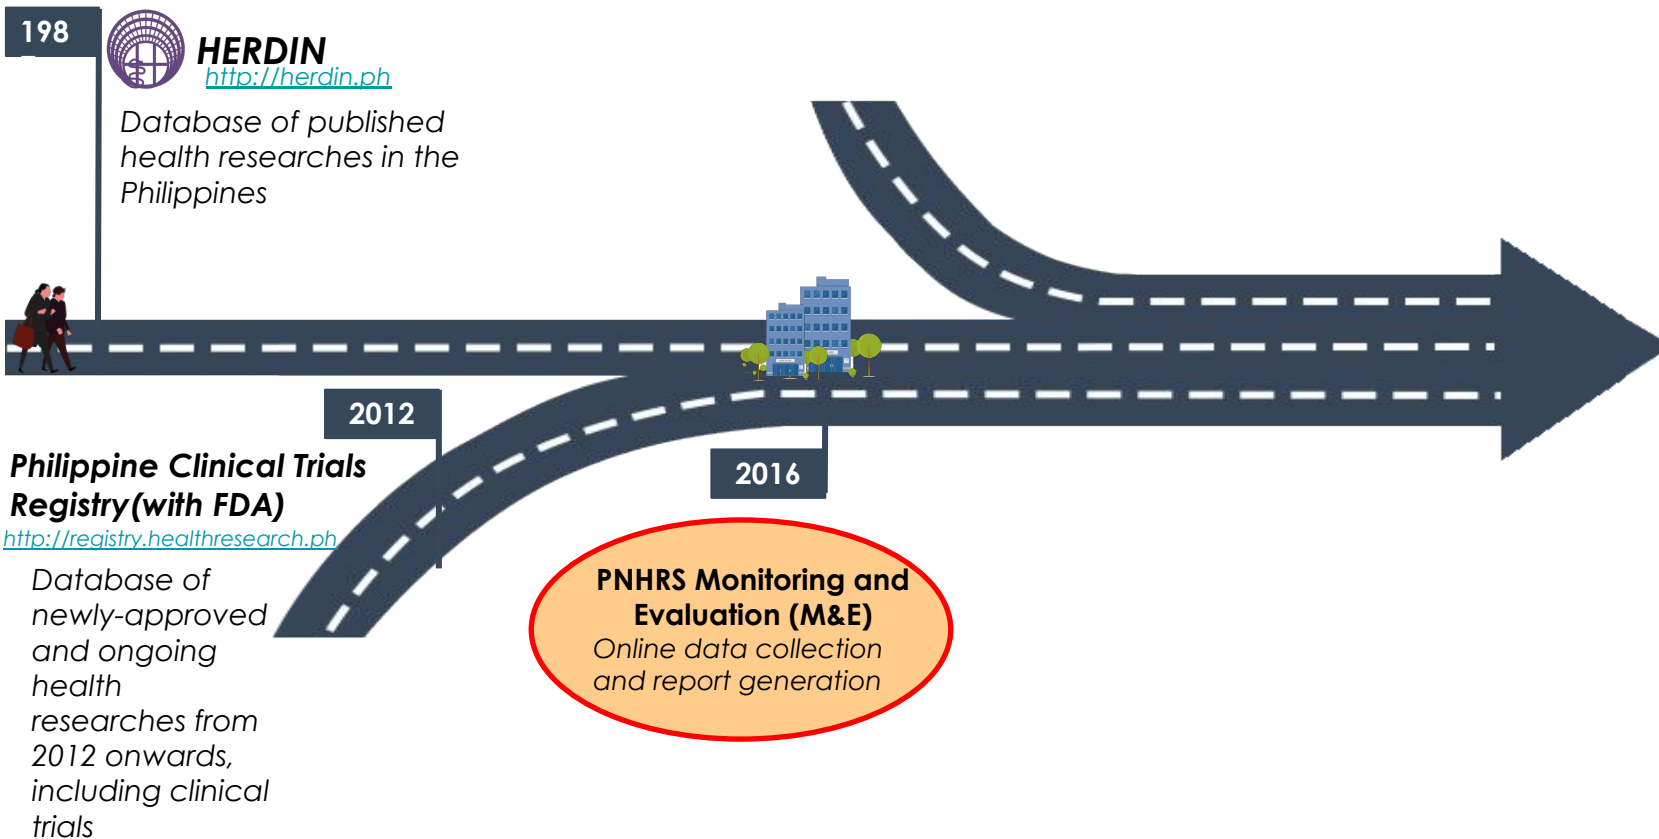 198
HERDIN
http://herdin.ph
Database of published
health researches in the
Philippines
2012
Philippine Clinical Trials
Registry(with FDA)
http://registry.healthresearch.ph
Database of
newly-approved
and ongoing
health
researches from
2012 onwards,
including clinical
trials
2016
PNHRS Monitoring and
Evaluation (M&E)
Online data collection
and report generation